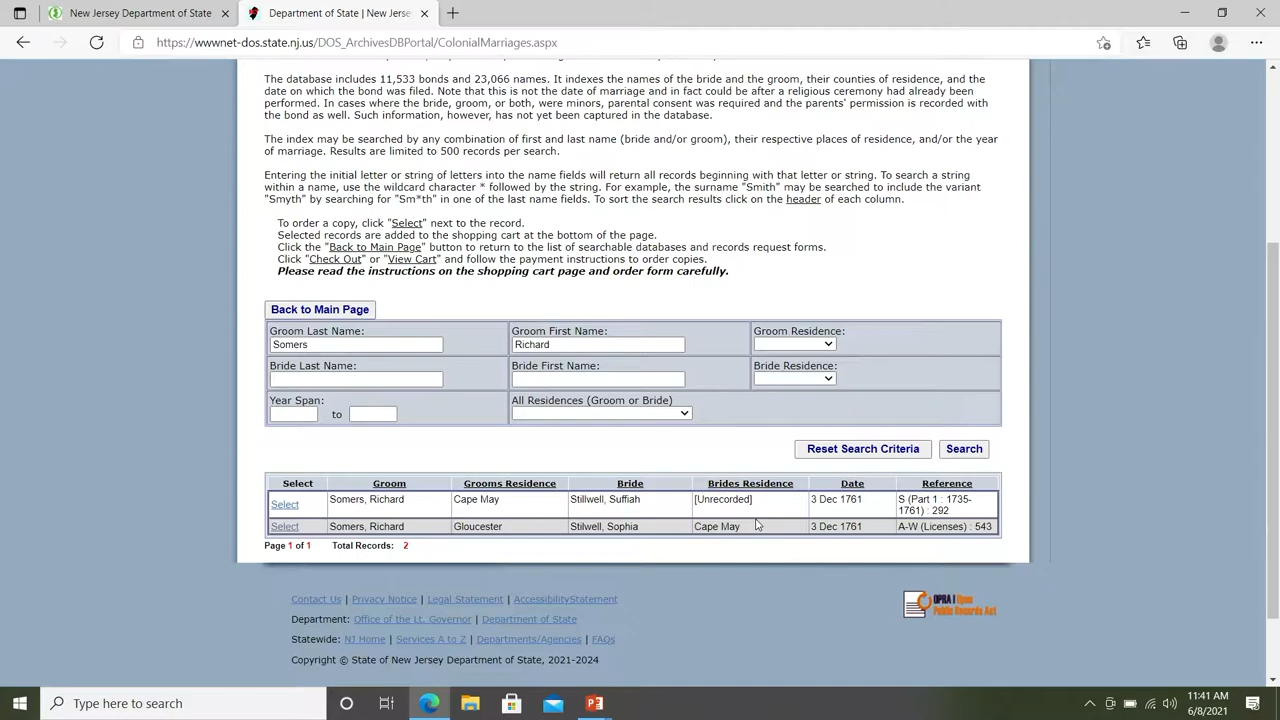 New Jersey Department of State
Department of State | New Jerse
https://wwwnet-dos.state.nj.us/DOS_ArchivesDBPortal/ColonialMarriages.aspx
The database includes 11,533 bonds and 23,066 names. It indexes the names of the bride and the groom, their counties of residence, and the
date on which the bond was filed. Note that this is not the date of marriage and in fact could be after a religious ceremony had already been
performed. In cases where the bride, groom, or both, were minors, parental consent was required and the parents' permission is recorded with
the bond as well. Such information, however, has not yet been captured in the database.
The index may be searched by any combination of first and last name (bride and/or groom), their respective places of residence, and/or the year
of marriage. Results are limited to 500 records per search.
Entering the initial letter or string of letters into the name fields will return all records beginning with that letter or string. To search a string
within a name, use the wildcard character * followed by the string. For example, the surname "Smith" may be searched to include the variant
"Smyth" by searching for "Sm*th" in one of the last name fields. To sort the search results click on the header of each column.
To order a copy, click "Select" next to the record.
Selected records are added to the shopping cart at the bottom of the page.
Click the "Back to Main Page" button to return to the list of searchable databases and records request forms.
Click "Check Out" or "View Cart" and follow the payment instructions to order copies.
Please read the instructions on the shopping cart page and order form carefully.
Back to Main Page
Groom Last Name: Groom First Name: Groom Residence:
Somers Richard
Bride Last Name: Bride First Name: Bride Residence:
Year Span: All Residences (Groom or Bride)
to
Reset Search Criteria Search
Select Groom Grooms Residence Bride Brides Residence Date Reference
Select Somers, Richard Cape May Stillwell, Suffiah [Unrecorded] 3 Dec 1761 S (Part 1 : 1735-
1761) : 292
Select Somers, Richard Gloucester Stilwell, Sophia Cape May 3 Dec 1761 A-W (Licenses) : 543
Page 1 of 1 Total Records: 2
Contact Us | Privacy Notice | Legal Statement | AccessibilityStatement
OPRA | Open
Public Records Act
Department: Office of the Lt. Governor | Department of State
Statewide: NJ Home | Services A to Z | Departments/Agencies | FAQs
Copyright © State of New Jersey Department of State, 2021-2024
Type here to search
11:41 AM
6/8/2021